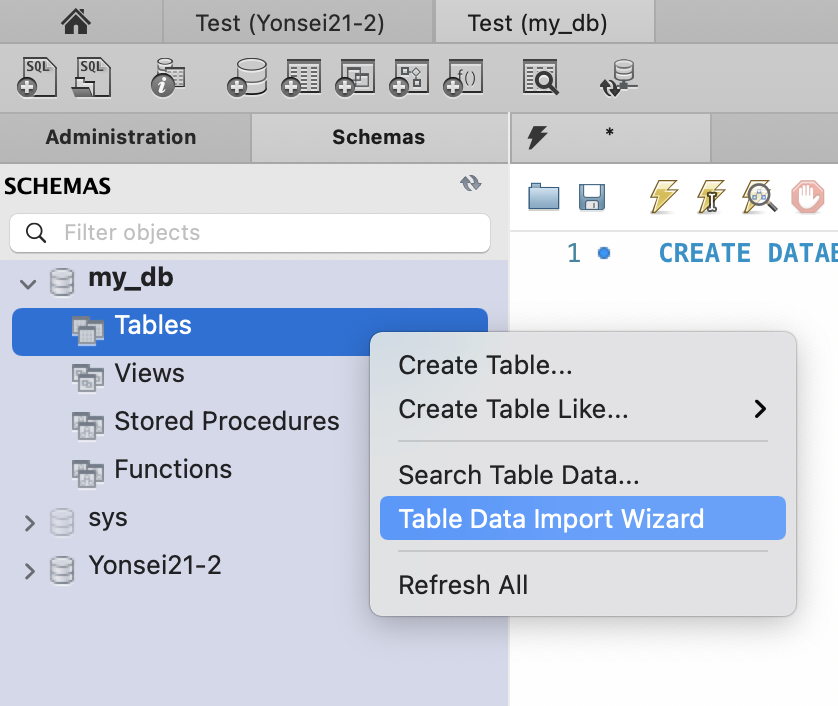 Test (Yonsei21-2)
Test (my_db)
SQL
SQL
i
f()
Administration
Schemas
*
SCHEMAS
Filter objects
1
CREATE DATAB
my_db
Tables
Views
Stored Procedures
Functions
sys
Yonsei21-2
Create Table...
Create Table Like...
Search Table Data...
Table Data Import Wizard
Refresh All